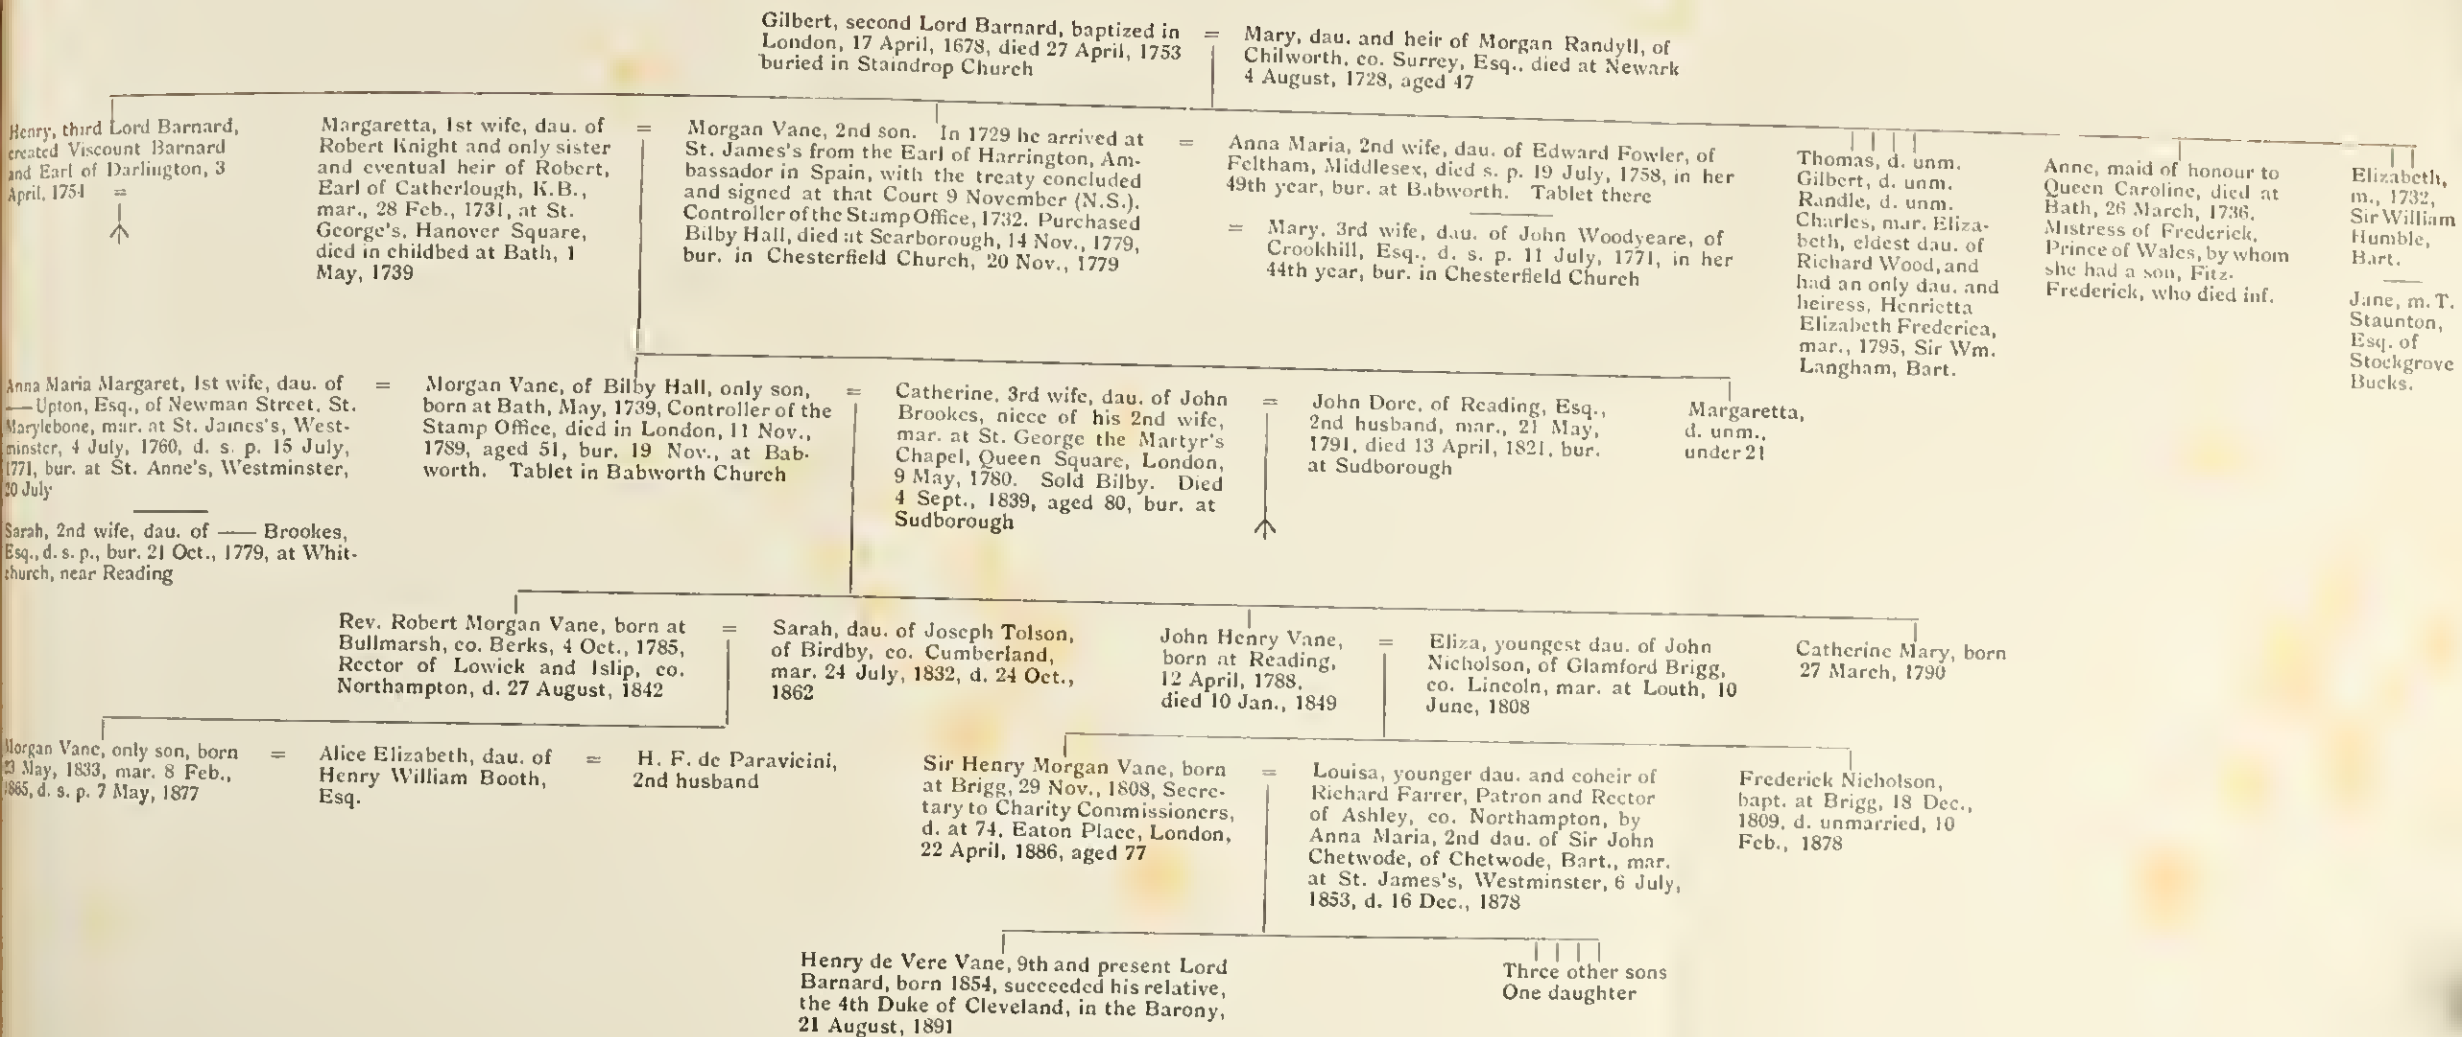 Gilbert, second Lord Barnard, baptized in
London, 17 April, 1678, died 27 April, 1753
buried in Staindrop Church
=
Mary, dau. and heir of Morgan Randyll, of
Chilworth, co. Surrey, Esq., died at Newark
4 August, 1728, aged 47
Henry, third Lord Barnard,
created Viscount Barnard
and Earl of Darlington, 3
April, 1754 =
Margaretta, 1st wife, dau. of
Robert Knight and only sister
and eventual heir of Robert,
Earl of Catherlough, K.B.,
mar., 28 Feb., 1731, at St.
George's, Hanover Square,
died in childbed at Bath, 1
May, 1739
=
Morgan Vane, 2nd son. In 1729 he arrived at
St. James's from the Earl of Harrington, Am-
bassador in Spain, with the treaty concluded
and signed at that Court 9 November (N.S.).
Controller of the Stamp Office, 1732. Purchased
Bilby Hall, died at Scarborough, 14 Nov., 1779,
bur. in Chesterfield Church, 20 Nov., 1779
=
Anna Maria, 2nd wife, dau. of Edward Fowler, of
Feltham, Middlesex, died s. p. 19 July, 1758, in her
49th year, bur. at Babworth. Tablet there
= Mary, 3rd wife, dau. of John Woodyeare, of
Crookhill, Esq., d. s. p. 11 July, 1771, in her
44th year, bur. in Chesterfield Church
Thomas, d. unm.
Gilbert, d. unm.
Randle, d. unm.
Charles, mar. Eliza-
beth, eldest dau. of
Richard Wood, and
had an only dau. and
heiress, Henrietta
Elizabeth Frederica,
mar., 1795, Sir Wm.
Langham, Bart.
Anne, maid of honour to
Queen Caroline, died at
Bath, 26 March, 1736.
Mistress of Frederick,
Prince of Wales, by whom
she had a son, Fitz-
Frederick, who died inf.
Elizabeth,
m., 1732,
Sir William
Humble,
Bart.
Jane, m. T.
Staunton,
Esq. of
Stockgrove
Bucks.
Anna Maria Margaret, 1st wife, dau. of
— Upton, Esq., of Newman Street, St.
Marylebone, mar. at St. James's, West-
minster, 4 July, 1760, d. s. p. 15 July,
1771, bur. at St. Anne's, Westminster,
20 July
Sarah, 2nd wife, dau. of — Brookes,
Esq., d. s. p., bur. 21 Oct., 1779, at Whit-
church, near Reading
=
Morgan Vane, of Bilby Hall, only son,
born at Bath, May, 1739, Controller of the
Stamp Office, died in London, 11 Nov.,
1789, aged 51, bur. 19 Nov., at Bab-
worth. Tablet in Babworth Church
=
Catherine, 3rd wife, dau. of John
Brookes, niece of his 2nd wife,
mar. at St. George the Martyr's
Chapel, Queen Square, London,
9 May, 1780. Sold Bilby. Died
4 Sept., 1839, aged 80, bur. at
Sudborough
=
John Dore, of Reading, Esq.,
2nd husband, mar., 21 May,
1791, died 13 April, 1821, bur.
at Sudborough
Margaretta,
d. unm.,
under 21
Rev. Robert Morgan Vane, born at
Bullmarsh, co. Berks, 4 Oct., 1785,
Rector of Lowick and Islip, co.
Northampton, d. 27 August, 1842
=
Sarah, dau. of Joseph Tolson,
of Birdby, co. Cumberland,
mar. 24 July, 1832, d. 24 Oct.,
1862
John Henry Vane,
born at Reading,
12 April, 1788,
died 10 Jan., 1849
=
Eliza, youngest dau. of John
Nicholson, of Glamford Brigg,
co. Lincoln, mar. at Louth, 10
June, 1808
Catherine Mary, born
27 March, 1790
Morgan Vane, only son, born
23 May, 1833, mar. 8 Feb.,
1865, d. s. p. 7 May, 1877
=
Alice Elizabeth, dau. of
Henry William Booth,
Esq.
=
H. F. de Paravicini,
2nd husband
Sir Henry Morgan Vane, born
at Brigg, 29 Nov., 1808, Secre-
tary to Charity Commissioners,
d. at 74, Eaton Place, London,
22 April, 1886, aged 77
=
Louisa, younger dau. and coheir of
Richard Farrer, Patron and Rector
of Ashley, co. Northampton, by
Anna Maria, 2nd dau. of Sir John
Chetwode, of Chetwode, Bart., mar.
at St. James's, Westminster, 6 July,
1853, d. 16 Dec., 1878
Frederick Nicholson,
bapt. at Brigg, 18 Dec.,
1809, d. unmarried, 10
Feb., 1878
Henry de Vere Vane, 9th and present Lord
Barnard, born 1854, succeeded his relative,
the 4th Duke of Cleveland, in the Barony,
21 August, 1891
Three other sons
One daughter